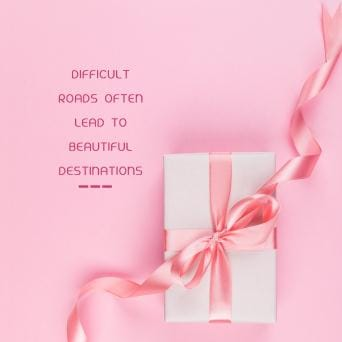 DIFFICULT
ROADS OFTEN
LEAD TO
BEAUTIFUL
DESTINATIONS